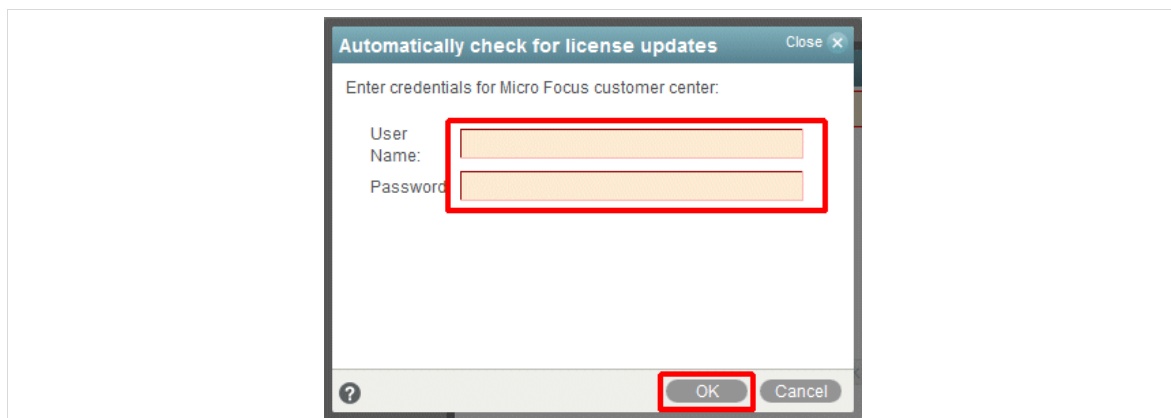 Automatically check for license updates Close x
Enter credentials for Micro Focus customer center:
User
Name:
Password
? OK Cancel